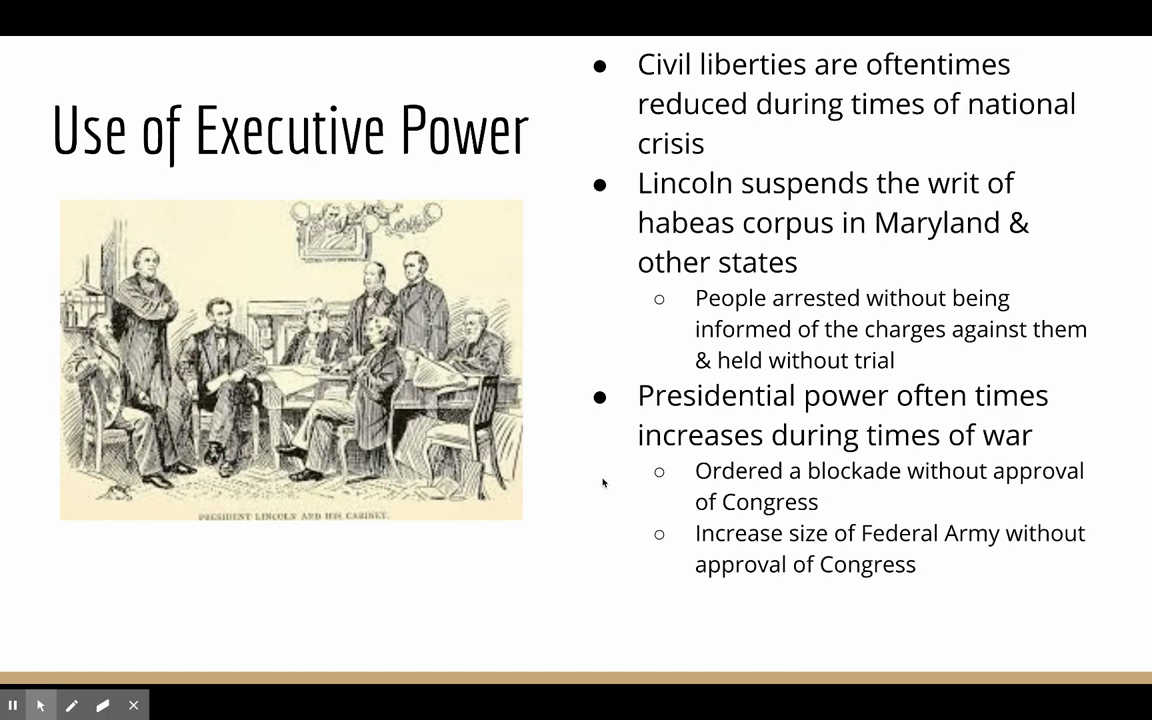 Use of Executive Power
PRESIDENT LINCOLN AND HIS CABINET.
● Civil liberties are oftentimes
reduced during times of national
crisis
● Lincoln suspends the writ of
habeas corpus in Maryland &
other states
○ People arrested without being
informed of the charges against them
& held without trial
● Presidential power often times
increases during times of war
○ Ordered a blockade without approval
of Congress
○ Increase size of Federal Army without
approval of Congress